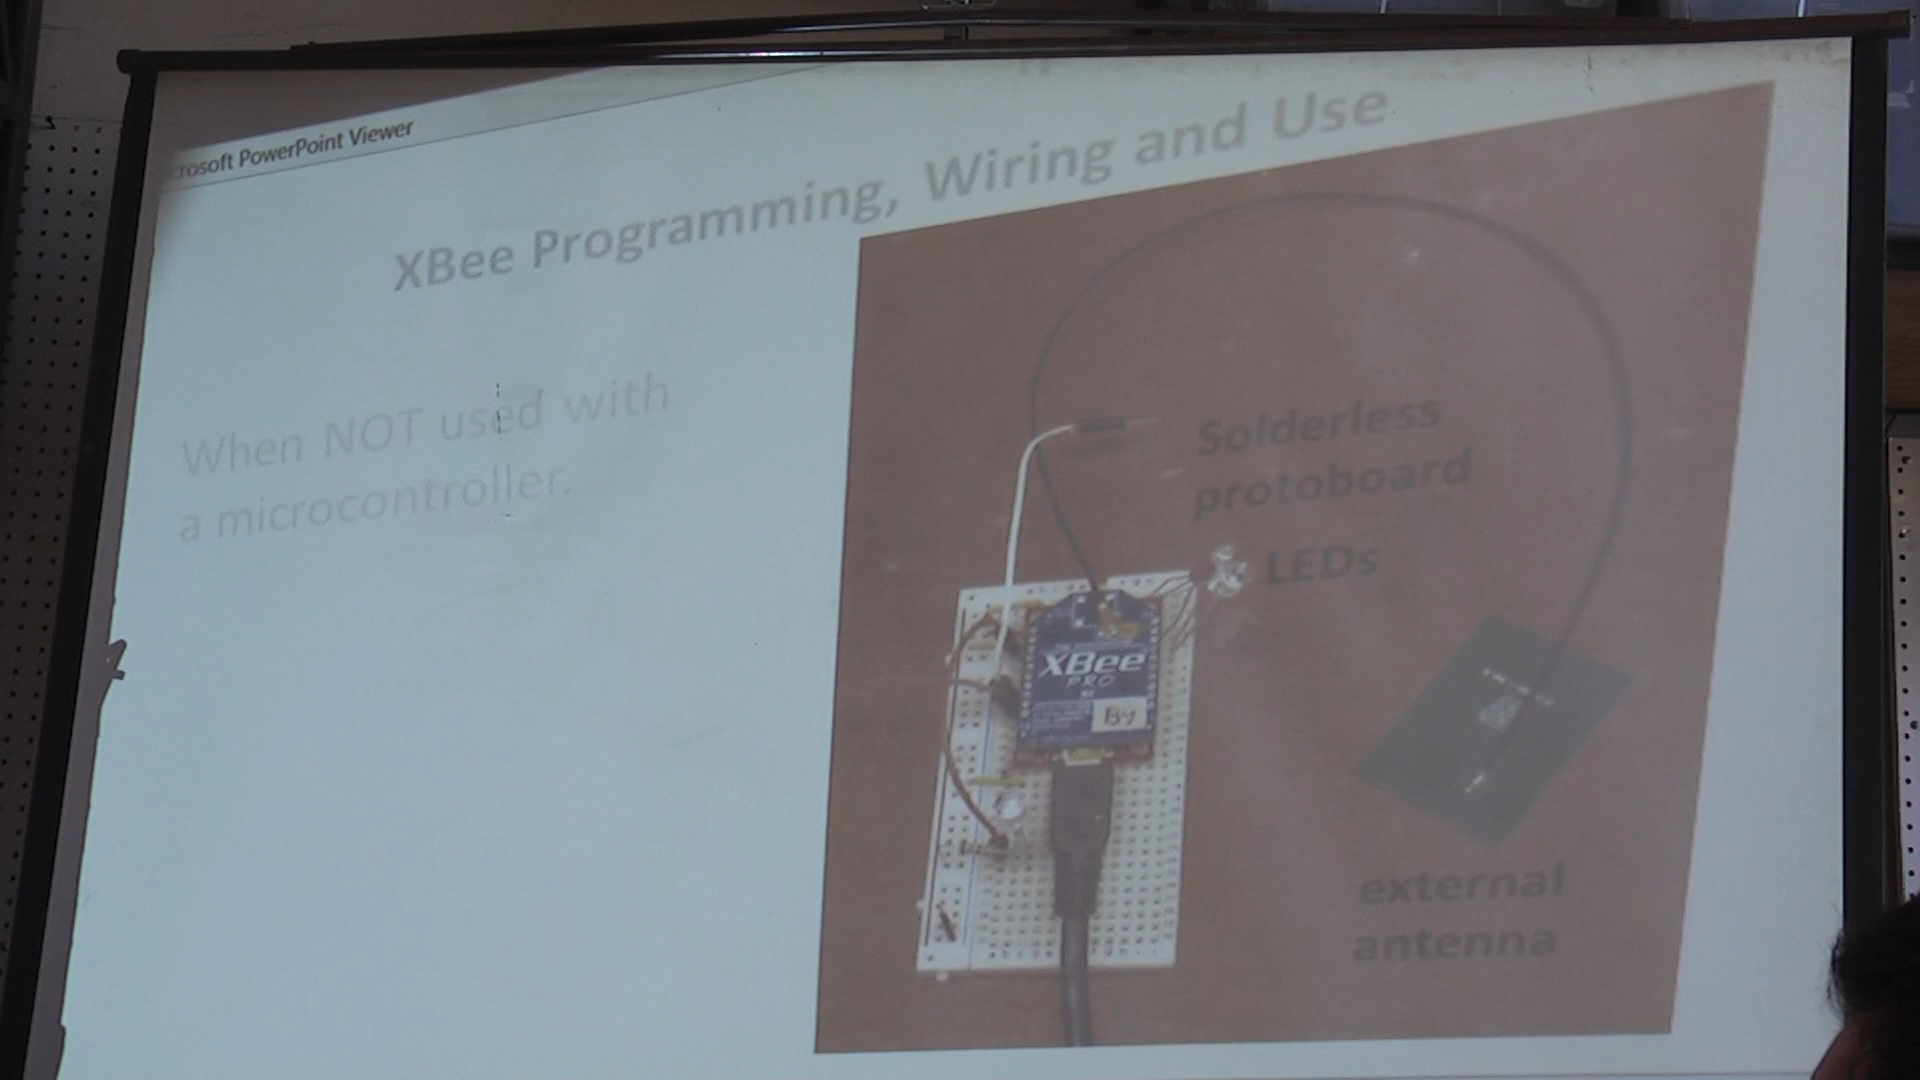 crosoft PowerPoint Viewer
XBee Programming, Wiring and Use
When NOT used with
a microcontroller.
Solderless
protoboard
LEDs
XBee
PRO
external
antenna